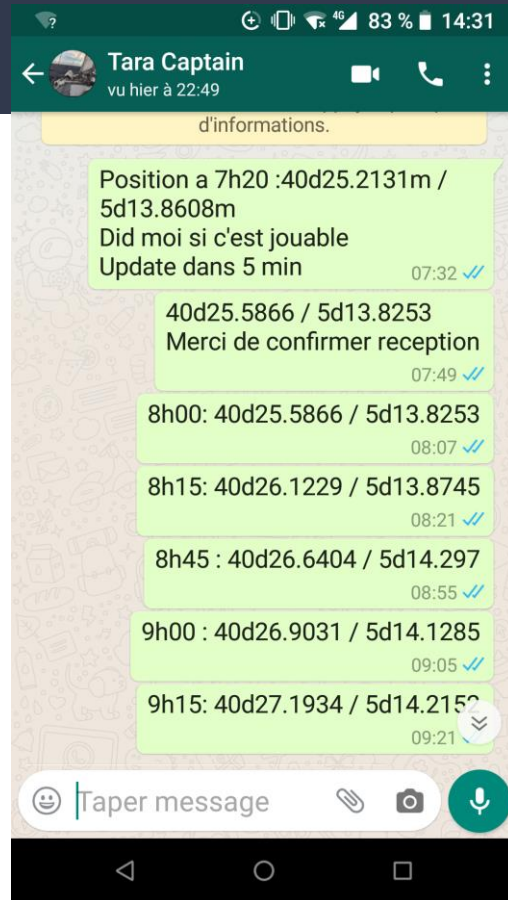 4G 83 % 14:31
Tara Captain
vu hier à 22:49
d'informations.
Position a 7h20 :40d25.2131m /
5d13.8608m
Did moi si c'est jouable
Update dans 5 min
07:32
40d25.5866 / 5d13.8253
Merci de confirmer reception
07:49
8h00: 40d25.5866 / 5d13.8253
08:07
8h15: 40d26.1229 / 5d13.8745
08:21
8h45 : 40d26.6404 / 5d14.297
08:55
9h00 : 40d26.9031 / 5d14.1285
09:05
9h15: 40d27.1934 / 5d14.2152
09:21
Taper message